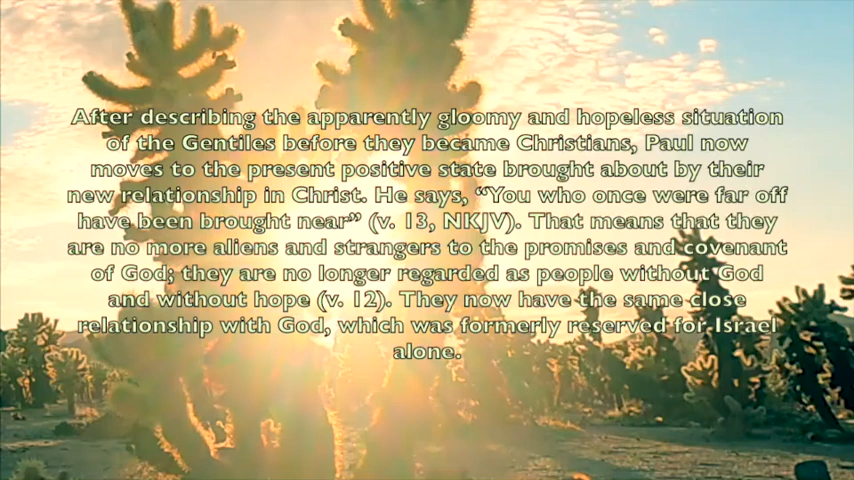 After describing the apparently gloomy and hopeless situation
of the Gentiles before they became Christians, Paul now
moves to the present positive state brought about by their
new relationship in Christ. He says, “You who once were far off
have been brought near” (v. 13, NKJV). That means that they
are no more aliens and strangers to the promises and covenant
of God; they are no longer regarded as people without God
and without hope (v. 12). They now have the same close
relationship with God, which was formerly reserved for Israel
alone.